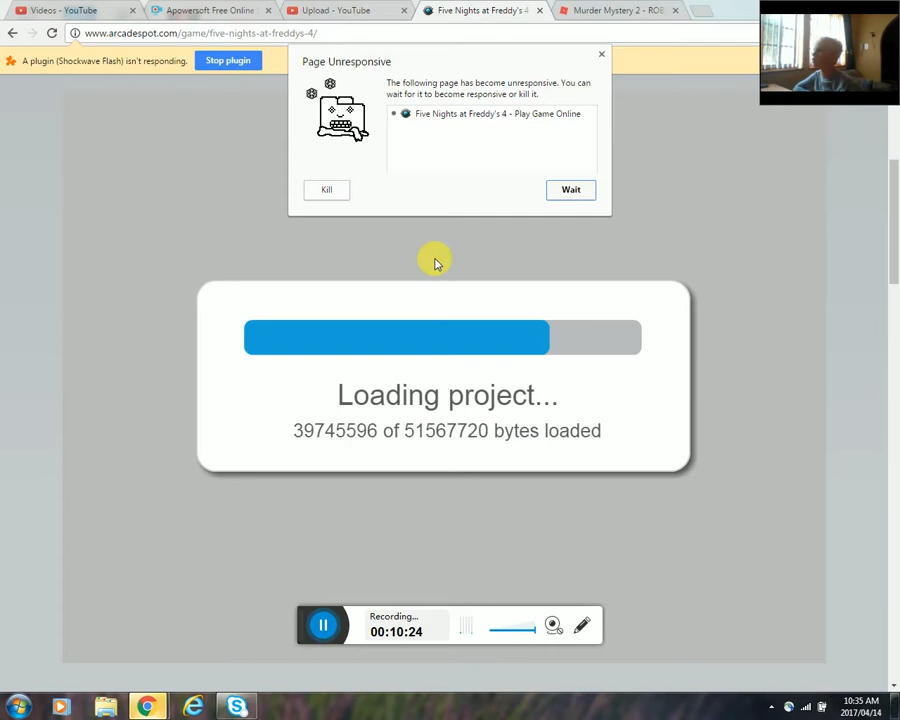 Videos - YouTube
Apowersoft Free Online
Upload - YouTube
Five Nights at Freddy's 4
Murder Mystery 2 - ROB
www.arcadespot.com/game/five-nights-at-freddys-4/
A plugin (Shockwave Flash) isn't responding.
Stop plugin
Page Unresponsive
The following page has become unresponsive. You can
wait for it to become responsive or kill it.
Five Nights at Freddy's 4 - Play Game Online
Kill
Wait
Loading project...
39745596 of 51567720 bytes loaded
Recording...
00:10:24
10:35 AM
2017/04/14